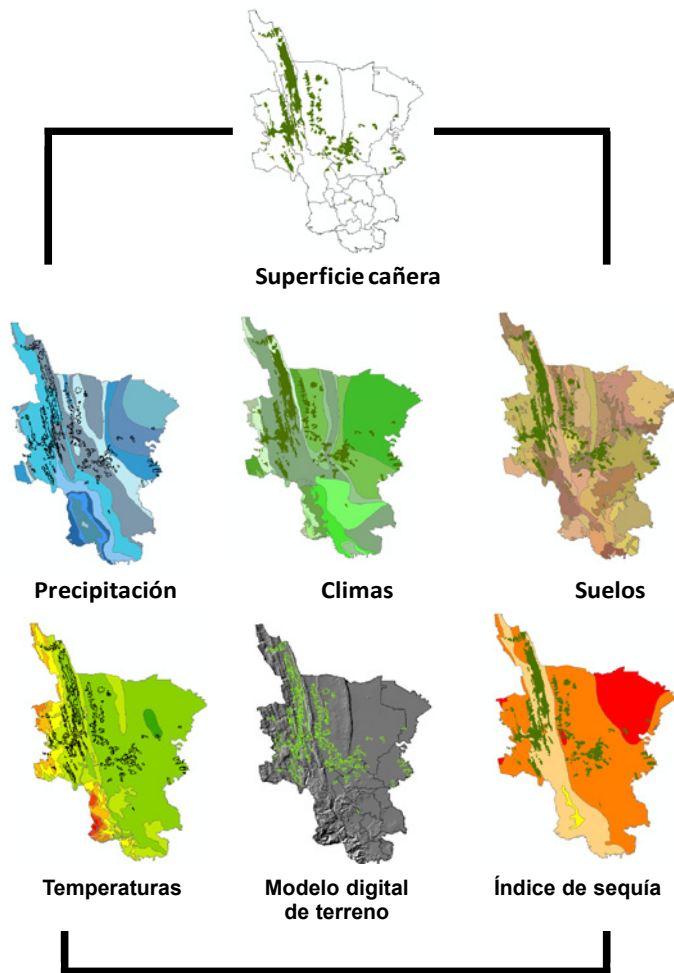 Superficie cañera
Precipitación
Climas
Suelos
Temperaturas
Modelo digital
de terreno
Índice de sequía